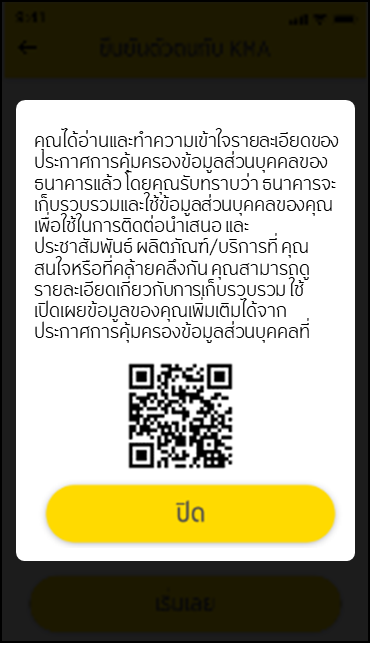 9:41
ยืนยันตัวตนกับ KMA
คุณได้อ่านและทำความเข้าใจรายละเอียดของ
ประกาศการคุ้มครองข้อมูลส่วนบุคคลของ
ธนาคารแล้ว โดยคุณรับทราบว่า ธนาคารจะ
เก็บรวบรวมและใช้ข้อมูลส่วนบุคคลของคุณ
เพื่อใช้ในการติดต่อนำเสนอ และ
ประชาสัมพันธ์ ผลิตภัณฑ์/บริการที่ คุณ
สนใจหรือที่คล้ายคลึงกัน คุณสามารถดู
รายละเอียดเกี่ยวกับการเก็บรวบรวม ใช้
เปิดเผยข้อมูลของคุณเพิ่มเติมได้จาก
ประกาศการคุ้มครองข้อมูลส่วนบุคคลที่
ปิด
เริ่มเลย